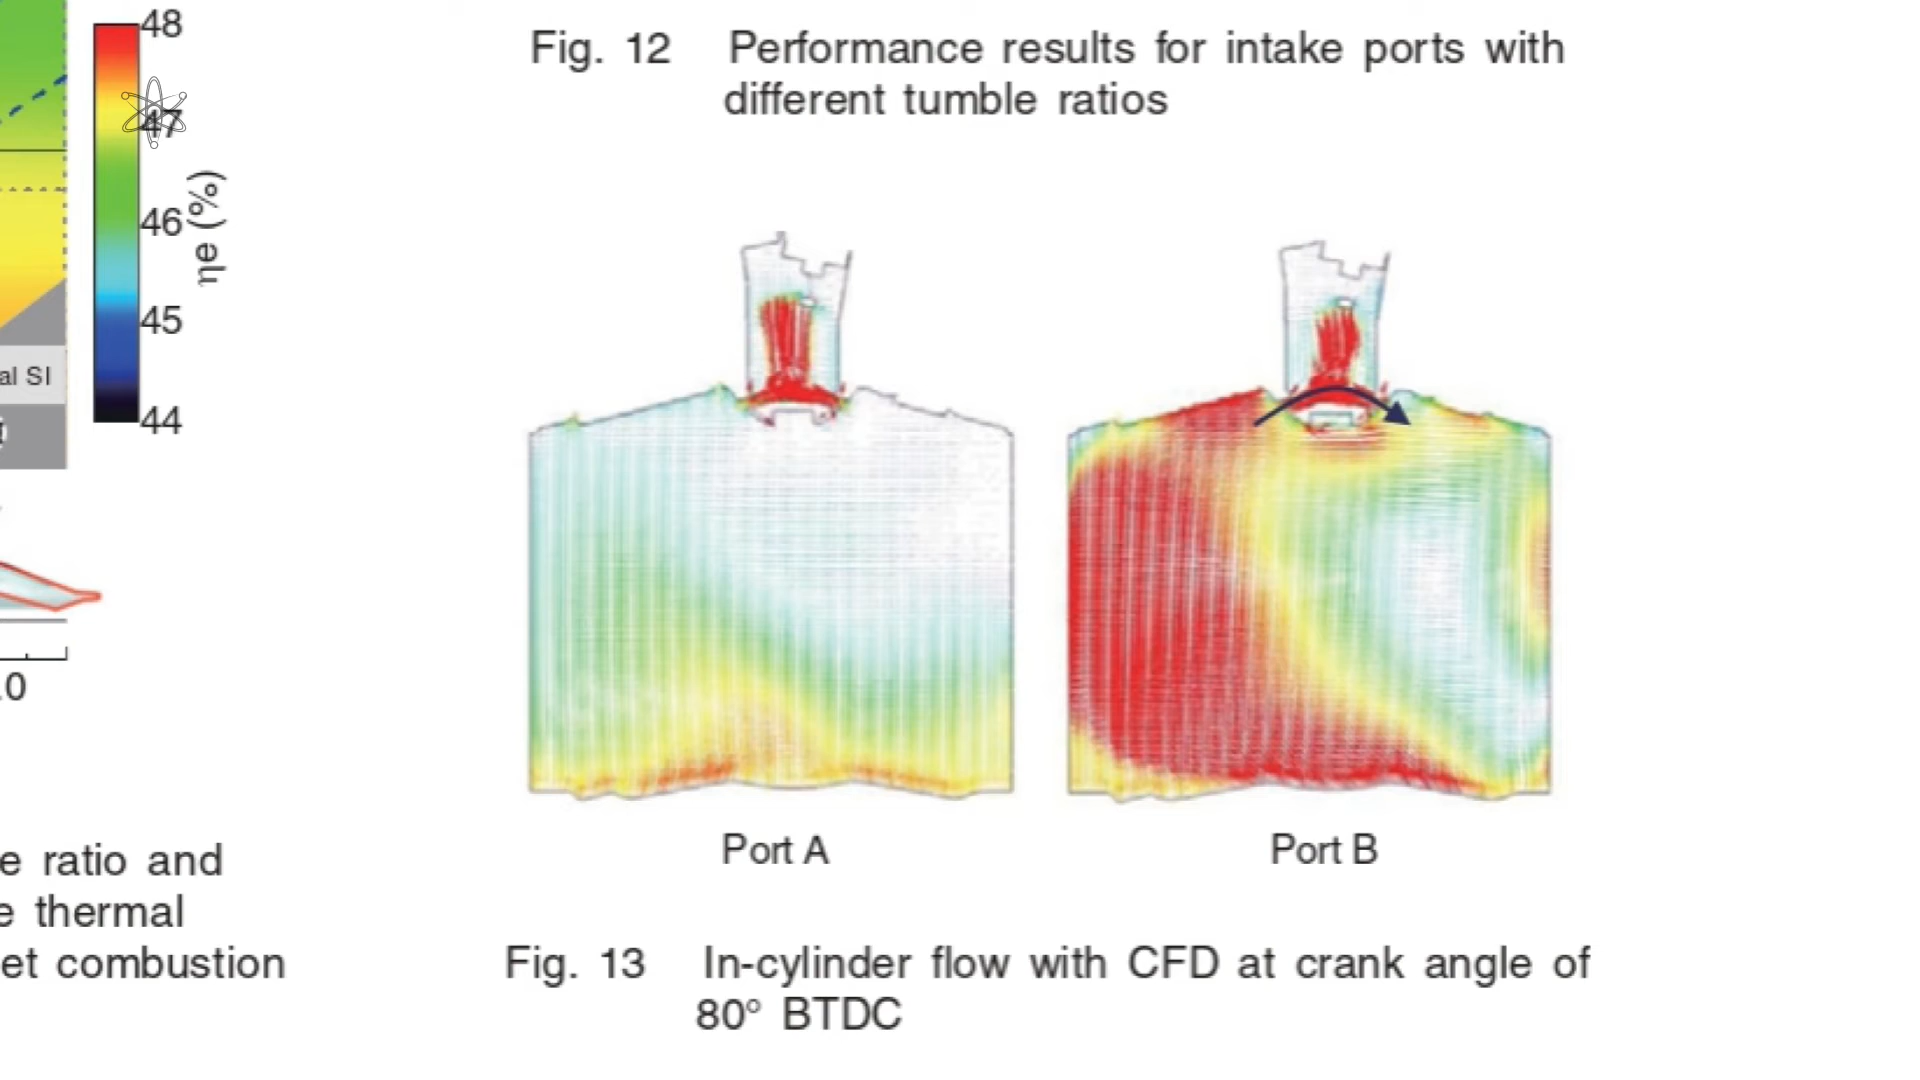 48
47
46
45
44
ηe (%)
al SI
.0
e ratio and
e thermal
et combustion
Fig. 12 Performance results for intake ports with
different tumble ratios
Port A
Port B
Fig. 13 In-cylinder flow with CFD at crank angle of
80° BTDC